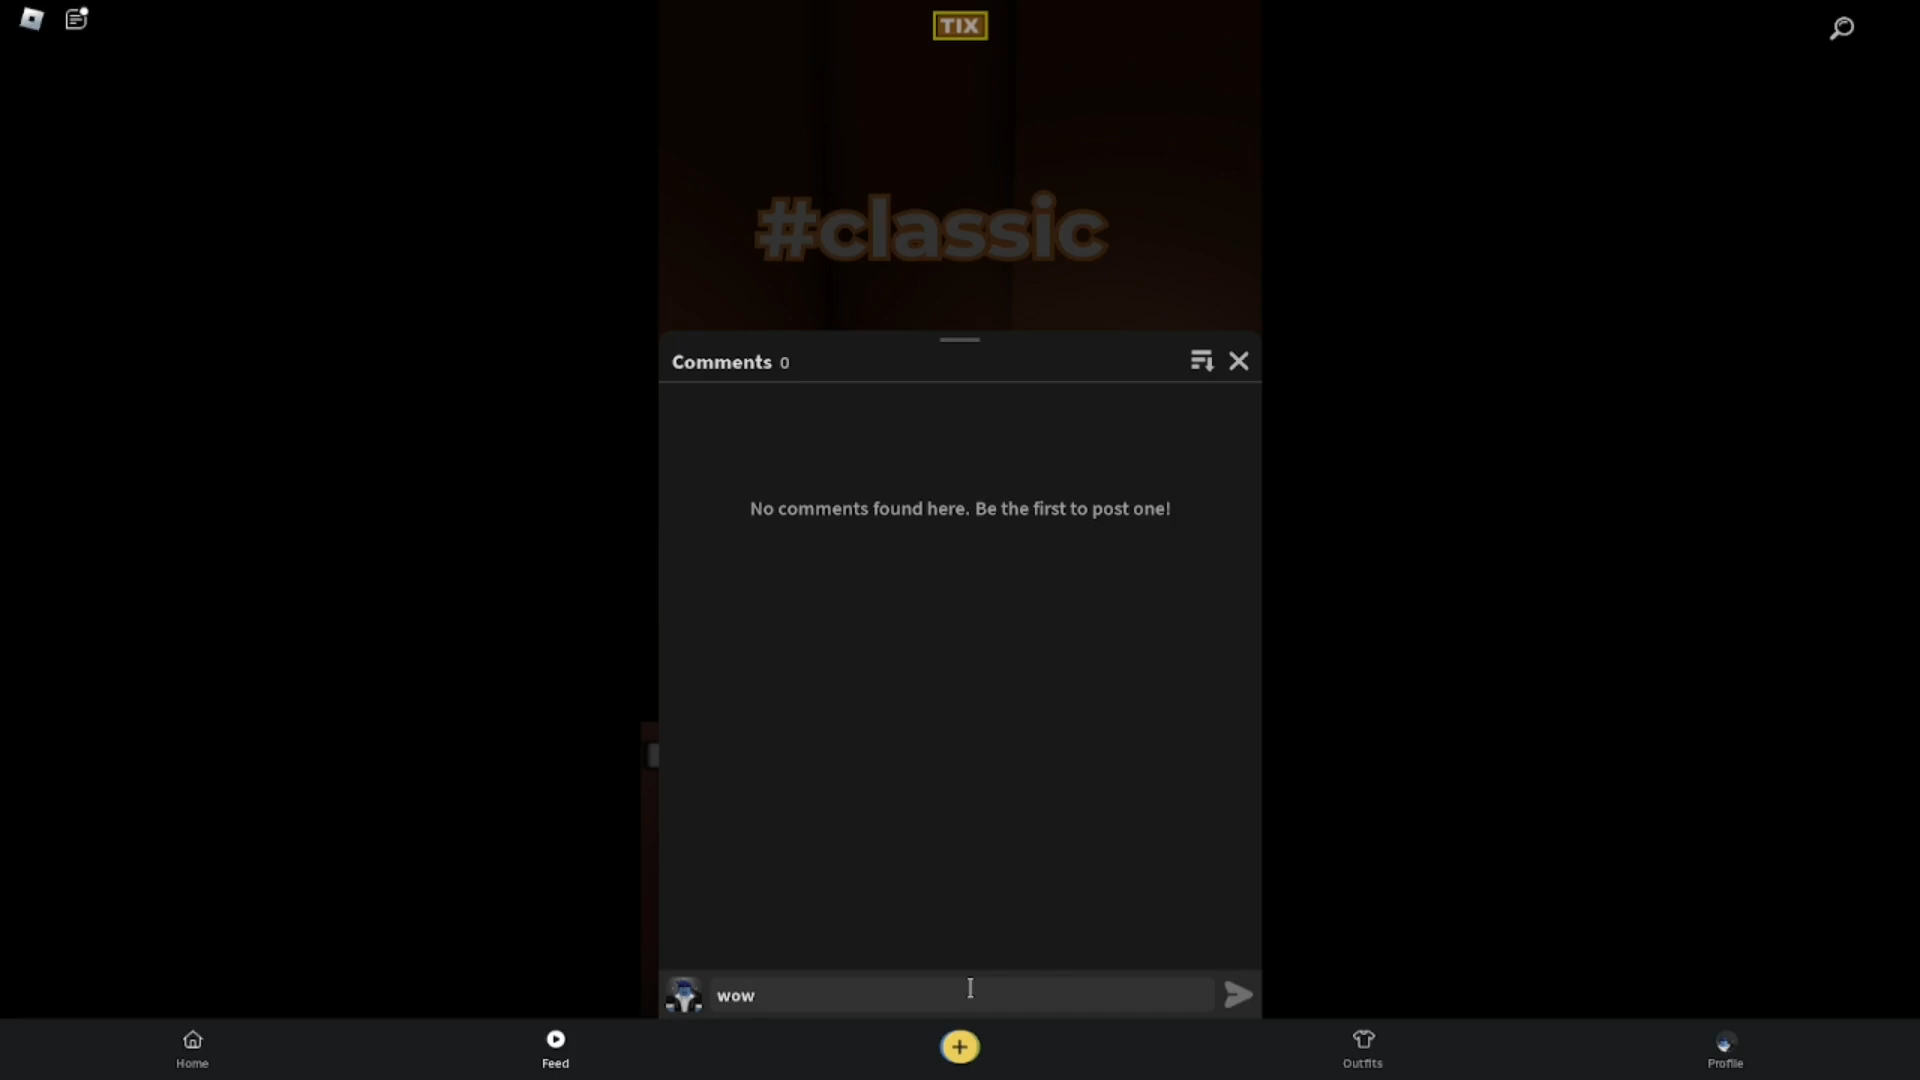 TIX
#classic
Comments 0
No comments found here. Be the first to post one!
wow
Home
Feed
Outfits
Profile